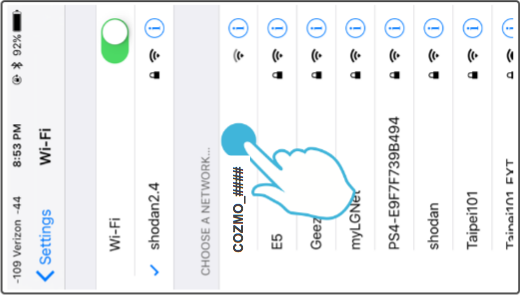 -109 Verizon -44 8:53 PM 92%
Settings Wi-Fi
Wi-Fi
shodan2.4
CHOOSE A NETWORK...
COZMO_####
E5
Geez
myLGNet
PS4-E9F7F739B494
shodan
Taipei101
Taipei101_EXT